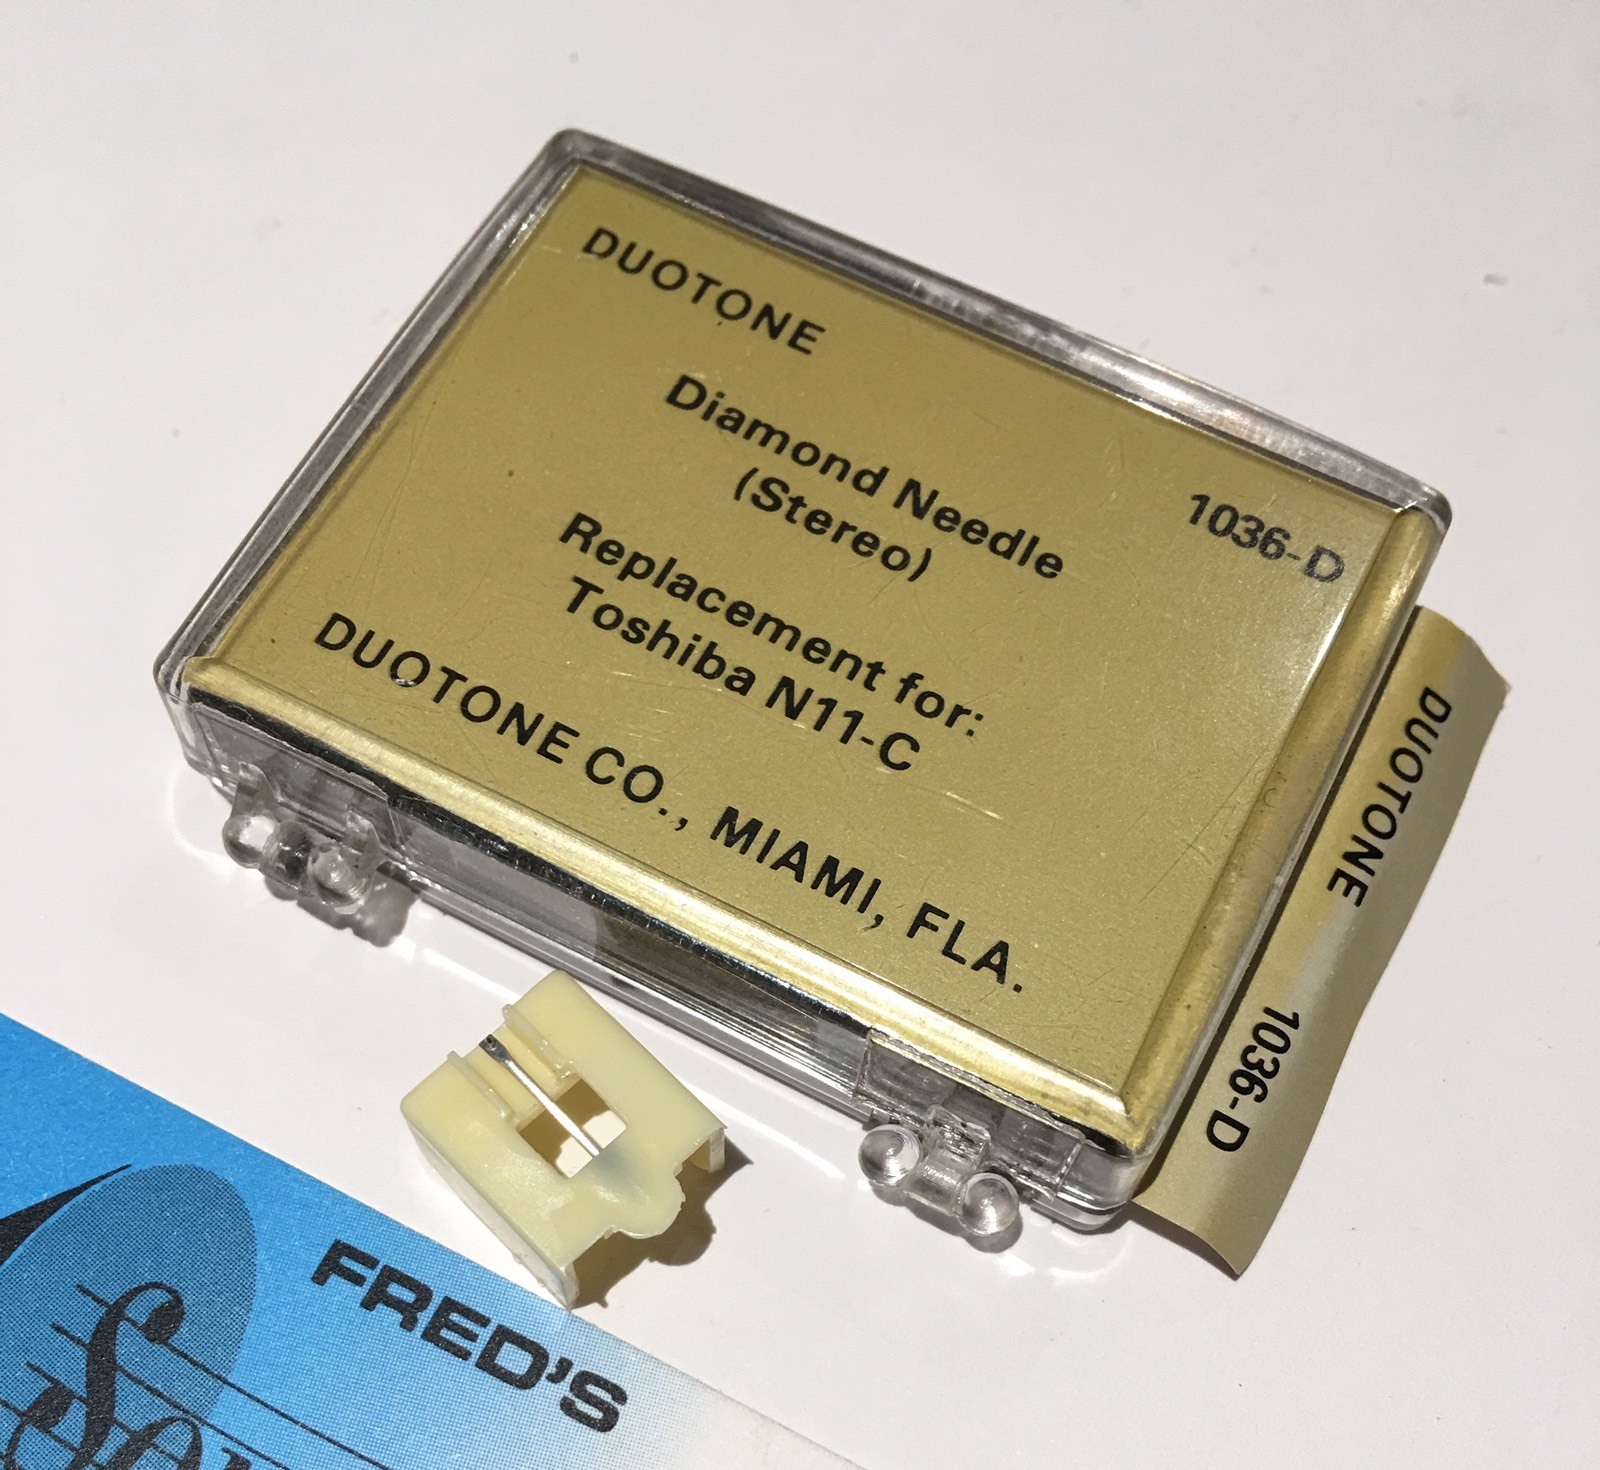 DUOTONE
1036-D
Diamond Needle
(Stereo)
Replacement for:
Toshiba N11-C
DUOTONE CO., MIAMI, FLA.
DUOTONE
1036-D
FRED'S